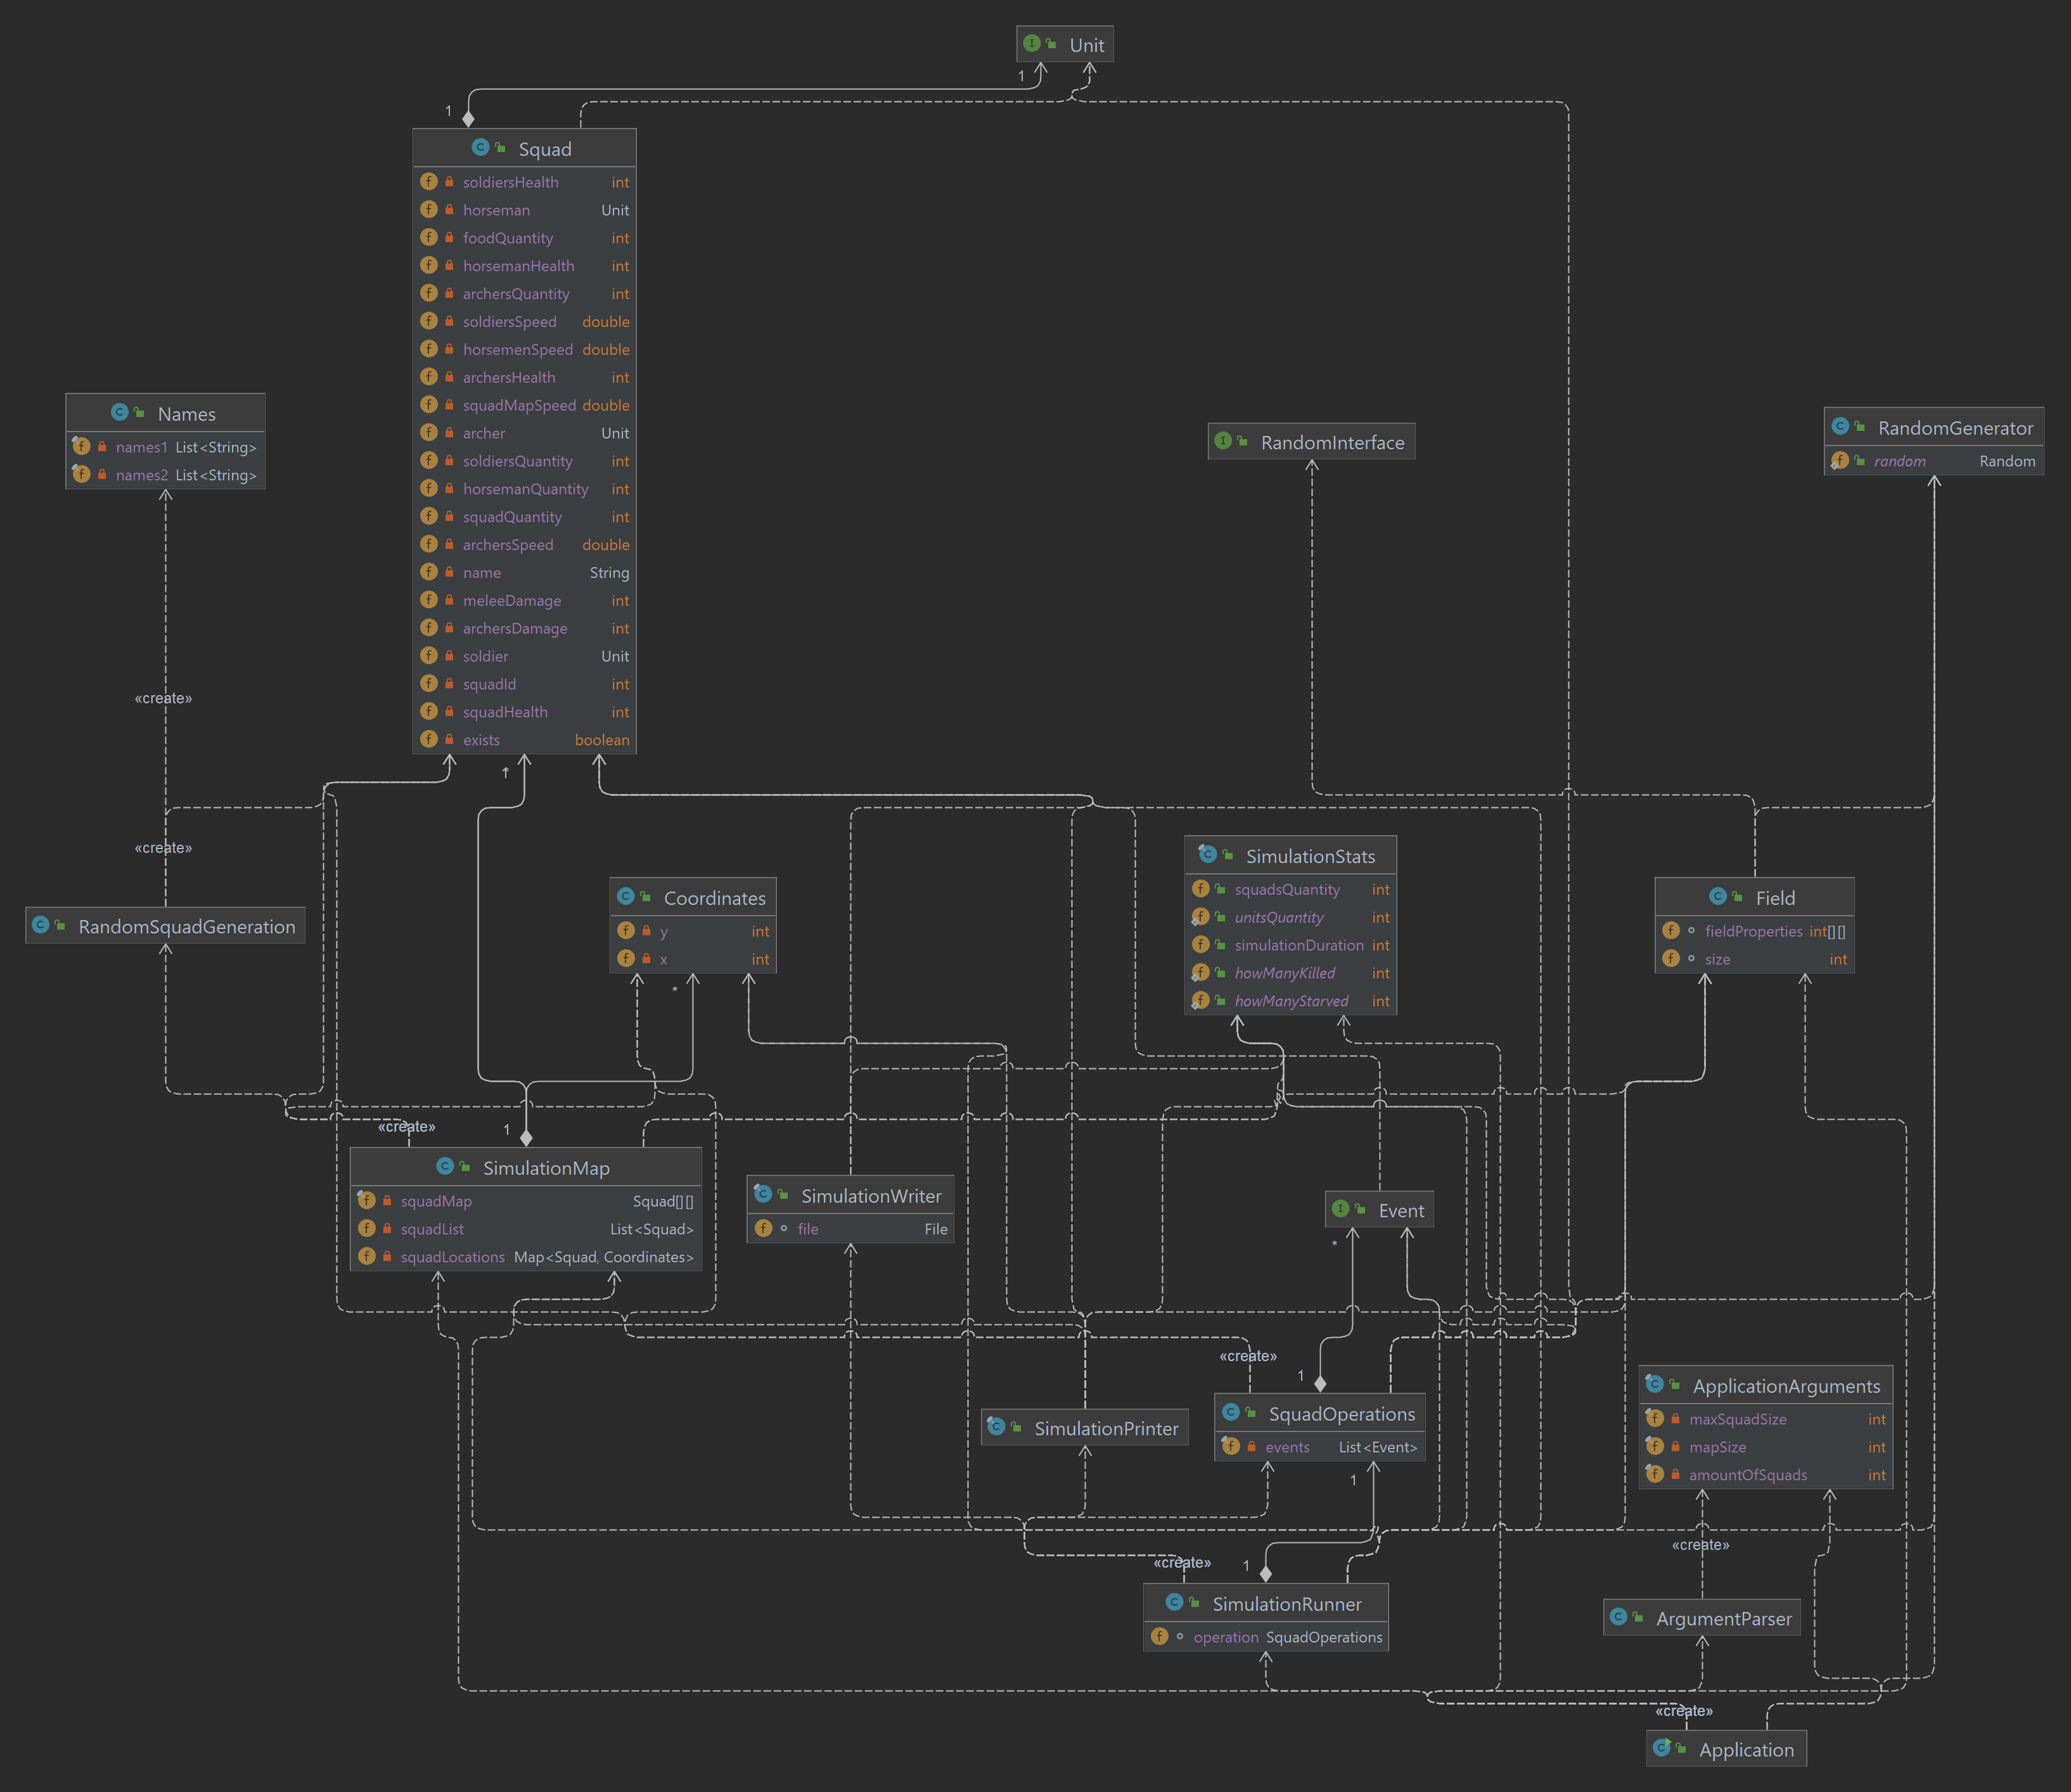 Unit
1
1
Squad
soldiersHealth int
horseman Unit
foodQuantity int
horsemanHealth int
archersQuantity int
soldiersSpeed double
horsemenSpeed double
archersHealth int
squadMapSpeed double
archer Unit
soldiersQuantity int
horsemanQuantity int
squadQuantity int
archersSpeed double
name String
meleeDamage int
archersDamage int
soldier Unit
squadId int
squadHealth int
exists boolean
Names
names1 List<String>
names2 List<String>
RandomInterface
RandomGenerator
random Random
«create»
«create»
RandomSquadGeneration
Coordinates
y int
x int
*
SimulationStats
squadsQuantity int
unitsQuantity int
simulationDuration int
howManyKilled int
howManyStarved int
Field
fieldProperties int[][]
size int
«create»
1
SimulationMap
squadMap Squad[][]
squadList List<Squad>
squadLocations Map<Squad, Coordinates>
SimulationWriter
file File
Event
*
«create»
1
SimulationPrinter
SquadOperations
events List<Event>
1
ApplicationArguments
maxSquadSize int
mapSize int
amountOfSquads int
«create»
«create»
1
SimulationRunner
operation SquadOperations
ArgumentParser
«create»
Application